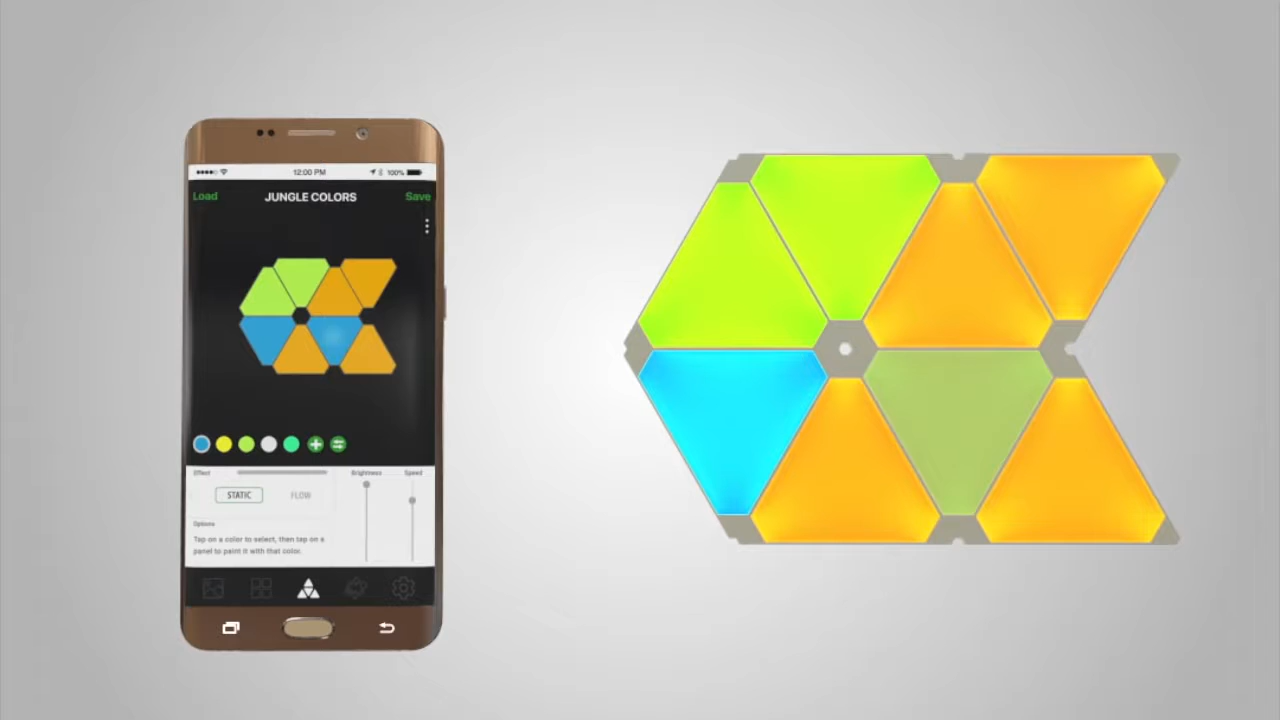 12:00 PM
100%
Load
JUNGLE COLORS
Save
Effect
Brightness
Speed
STATIC
FLOW
Options
Tap on a color to select, then tap on a
panel to paint it with that color.